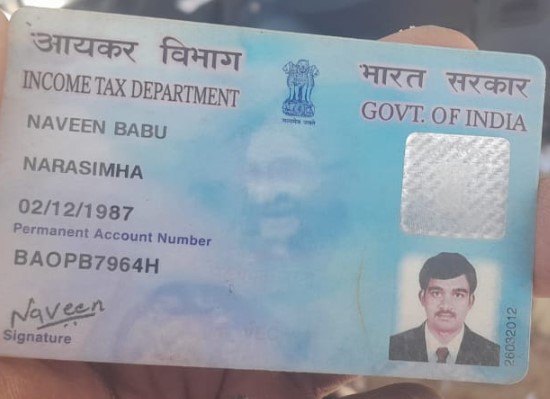 आयकर विभाग
INCOME TAX DEPARTMENT
भारत सरकार
GOVT. OF INDIA
सत्यमेव जयते
NAVEEN BABU
NARASIMHA
02/12/1987
Permanent Account Number
BAOPB7964H
Naveen
Signature
26032012